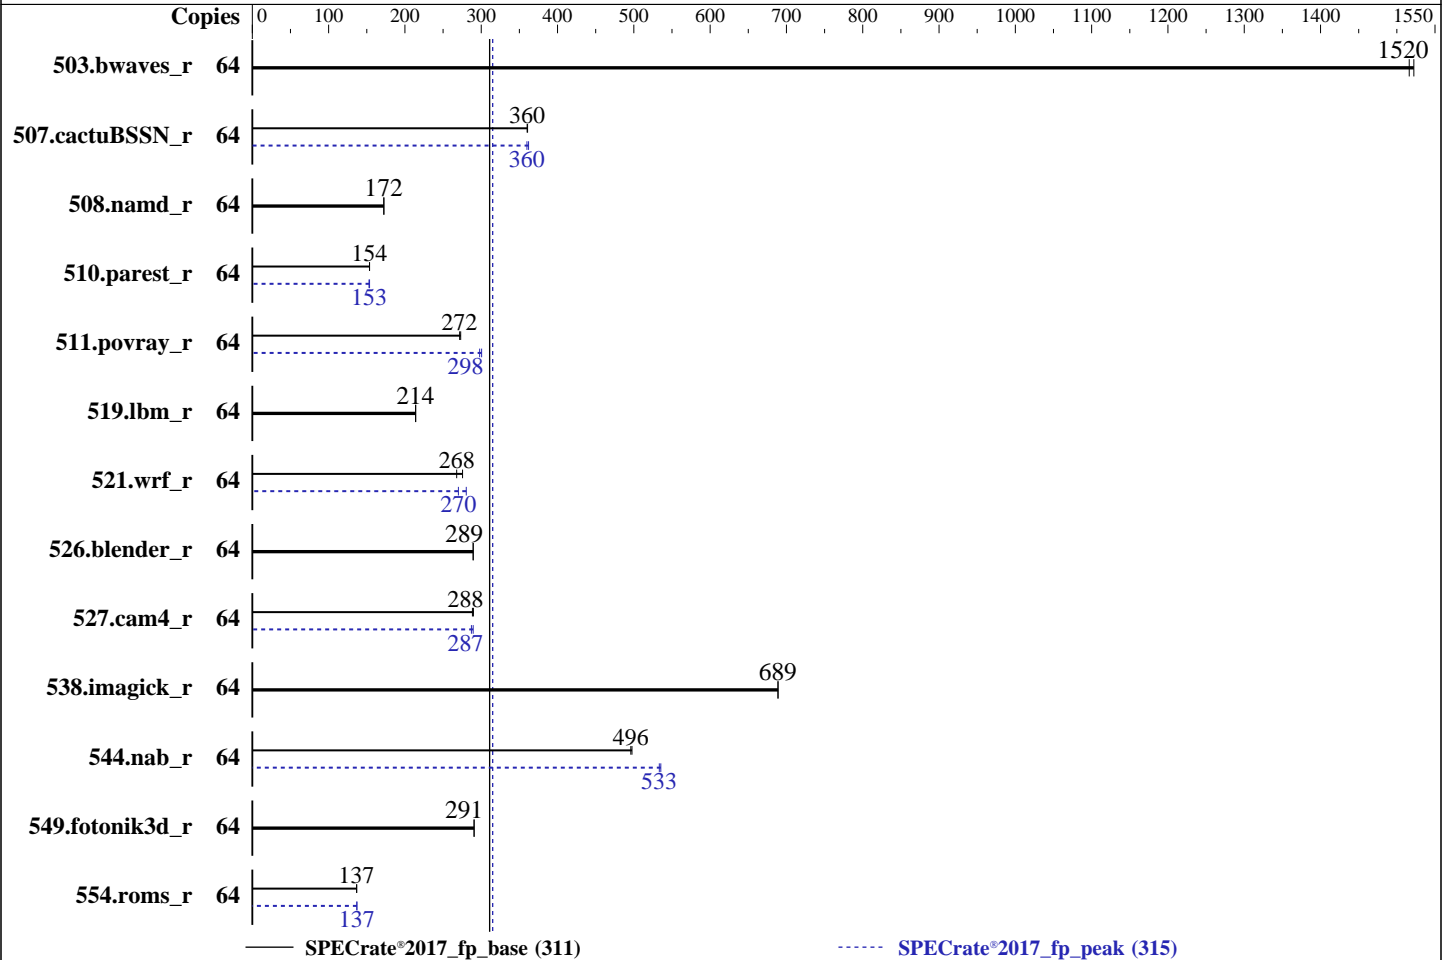 Copies 0 100 200 300 400 500 600 700 800 900 1000 1100 1200 1300 1400 1550
503.bwaves_r 64 1520
507.cactuBSSN_r 64 360
360
508.namd_r 64 172
510.parest_r 64 154
153
511.povray_r 64 272
298
519.lbm_r 64 214
521.wrf_r 64 268
270
526.blender_r 64 289
527.cam4_r 64 288
287
538.imagick_r 64 689
544.nab_r 64 496
533
549.fotonik3d_r 64 291
554.roms_r 64 137
137
SPECrate®2017_fp_base (311) SPECrate®2017_fp_peak (315)